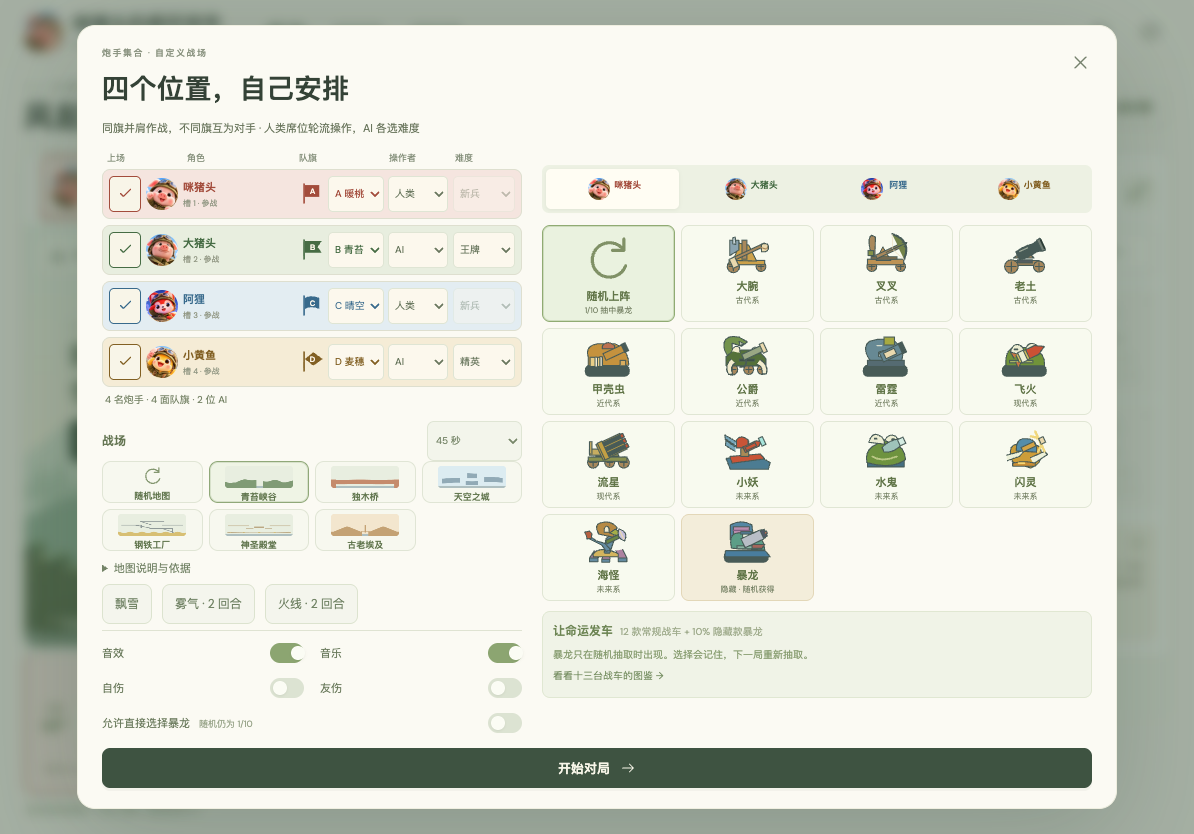 炮手集合 · 自定义战场
四个位置，自己安排
同旗并肩作战，不同旗互为对手 · 人类席位轮流操作，AI 各选难度
上场 角色 队旗 操作者 难度
咪猪头
槽 1 · 参战
A
A 暖桃
人类
新兵
大猪头
槽 2 · 参战
B
B 青苔
AI
王牌
阿狸
槽 3 · 参战
C
C 晴空
人类
新兵
小黄鱼
槽 4 · 参战
D
D 麦穗
AI
精英
4 名炮手 · 4 面队旗 · 2 位 AI
战场
45 秒
随机地图 青苔峡谷 独木桥 天空之城
钢铁工厂 神圣殿堂 古老埃及
地图说明与依据
飘雪 雾气 · 2 回合 火线 · 2 回合
音效 音乐
自伤 友伤
允许直接选择暴龙 随机仍为 1/10
咪猪头 大猪头 阿狸 小黄鱼
随机上阵
1/10 抽中暴龙
大腕
古代系
叉叉
古代系
老土
古代系
甲壳虫
近代系
公爵
近代系
雷霆
近代系
飞火
现代系
流星
现代系
小妖
未来系
水鬼
未来系
闪灵
未来系
海怪
未来系
暴龙
隐藏 · 随机获得
让命运发车 12 款常规战车 + 10% 隐藏款暴龙
暴龙只在随机抽取时出现。选择会记住，下一局重新抽取。
看看十三台战车的图鉴 →
开始对局 →